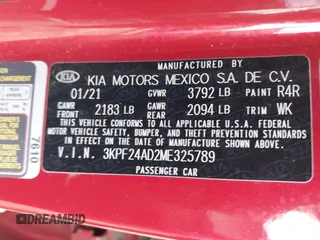 MANUFACTURED BY
KIA KIA MOTORS MEXICO S.A. DE C.V.
01/21 GVWR 3792 LB PAINT R4R
GAWR FRONT 2183 LB GAWR REAR 2094 LB TRIM WK
THIS VEHICLE CONFORMS TO ALL APPLICABLE U.S.A. FEDERAL
MOTOR VEHICLE SAFETY, BUMPER, AND THEFT PREVENTION
STANDARDS IN EFFECT ON THE DATE OF MANUFACTURE SHOWN ABOVE.
V.I.N. 3KPF24AD2ME325789
PASSENGER CAR
7610
DREAMBID